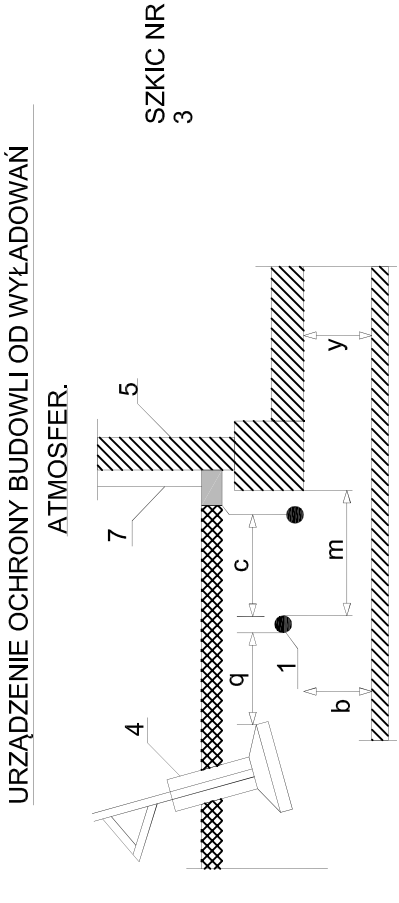 URZĄDZENIE OCHRONY BUDOWLI OD WYŁADOWAŃ
ATMOSFER.
SZKIC NR
3
4
7
5
q
c
1
b
m
y